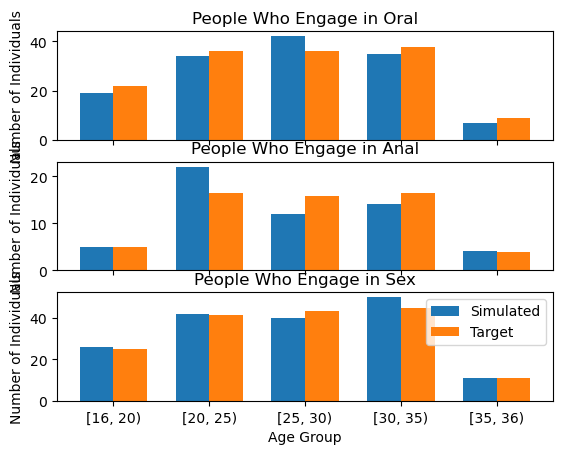 People Who Engage in Oral
Number of Individuals
40
20
0
People Who Engage in Anal
Number of Individuals
20
10
0
People Who Engage in Sex
Number of Individuals
40
20
0
Simulated
Target
[16, 20) [20, 25) [25, 30) [30, 35) [35, 36)
Age Group